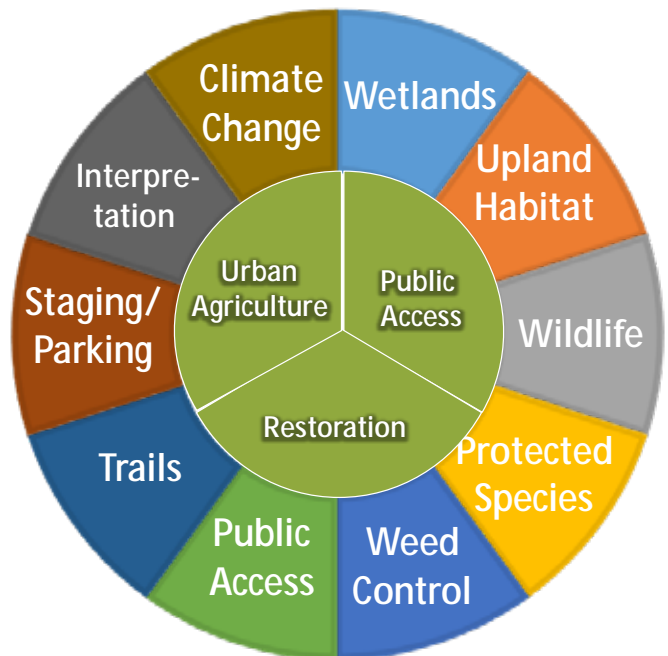 Climate
Change
Wetlands
Upland
Habitat
Wildlife
Protected
Species
Weed
Control
Public
Access
Trails
Staging/
Parking
Interpre-
tation
Urban
Agriculture
Public
Access
Restoration